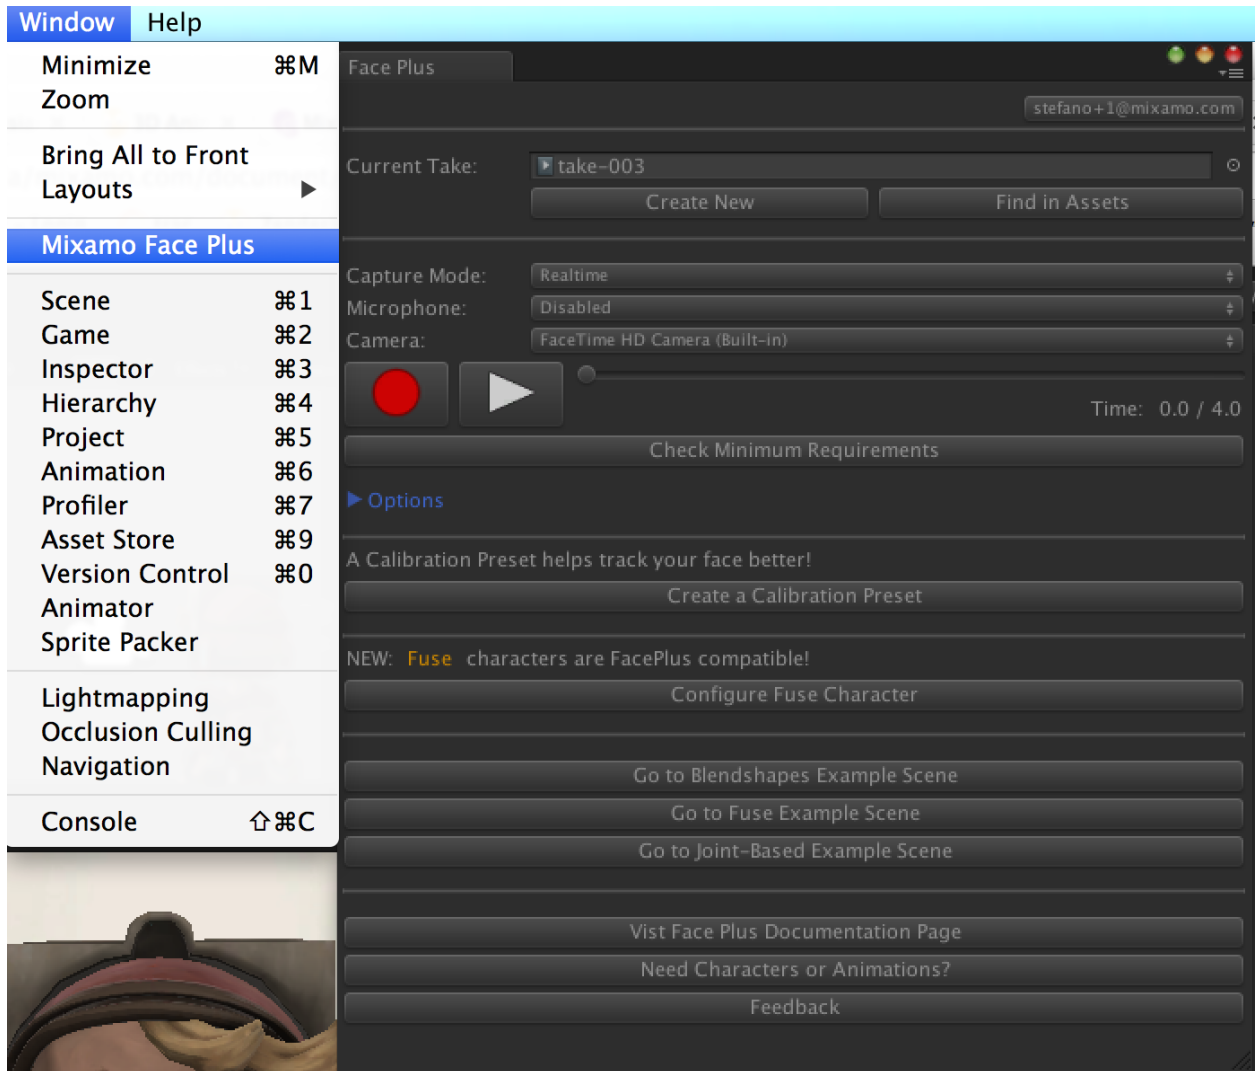 Window Help
Minimize ⌘M
Zoom
Bring All to Front
Layouts ▶
Mixamo Face Plus
Scene ⌘1
Game ⌘2
Inspector ⌘3
Hierarchy ⌘4
Project ⌘5
Animation ⌘6
Profiler ⌘7
Asset Store ⌘9
Version Control ⌘0
Animator
Sprite Packer
Lightmapping
Occlusion Culling
Navigation
Console ⇧⌘C
Face Plus
stefano+1@mixamo.com
Current Take: take-003
Create New Find in Assets
Capture Mode: Realtime
Microphone: Disabled
Camera: FaceTime HD Camera (Built-in)
Time: 0.0 / 4.0
Check Minimum Requirements
▶ Options
A Calibration Preset helps track your face better!
Create a Calibration Preset
NEW: Fuse characters are FacePlus compatible!
Configure Fuse Character
Go to Blendshapes Example Scene
Go to Fuse Example Scene
Go to Joint-Based Example Scene
Vist Face Plus Documentation Page
Need Characters or Animations?
Feedback